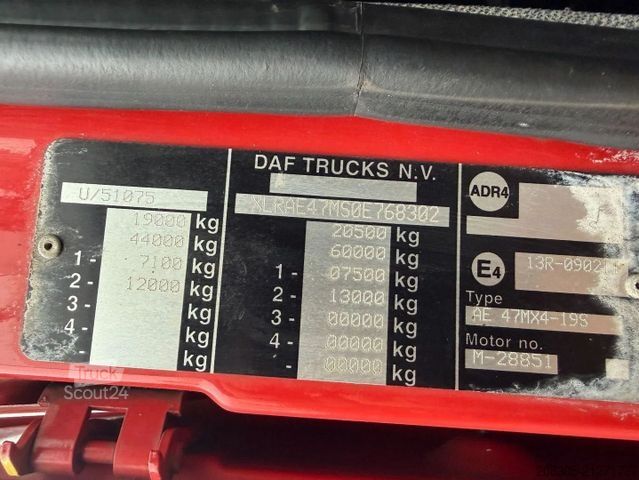 DAF TRUCKS N.V.
U/51075
XLRAE47MS0E768302
19000 kg
44000 kg
1 - 7100 kg
2 - 12000 kg
3 - kg
4 - kg
kg
20500 kg
60000 kg
1 - 07500 kg
2 - 13000 kg
3 - 00000 kg
4 - 00000 kg
00000 kg
ADR4
E4
13R-0902
Type
AE 47MX4-19S
Motor no.
M-28851
Truck
Scout24